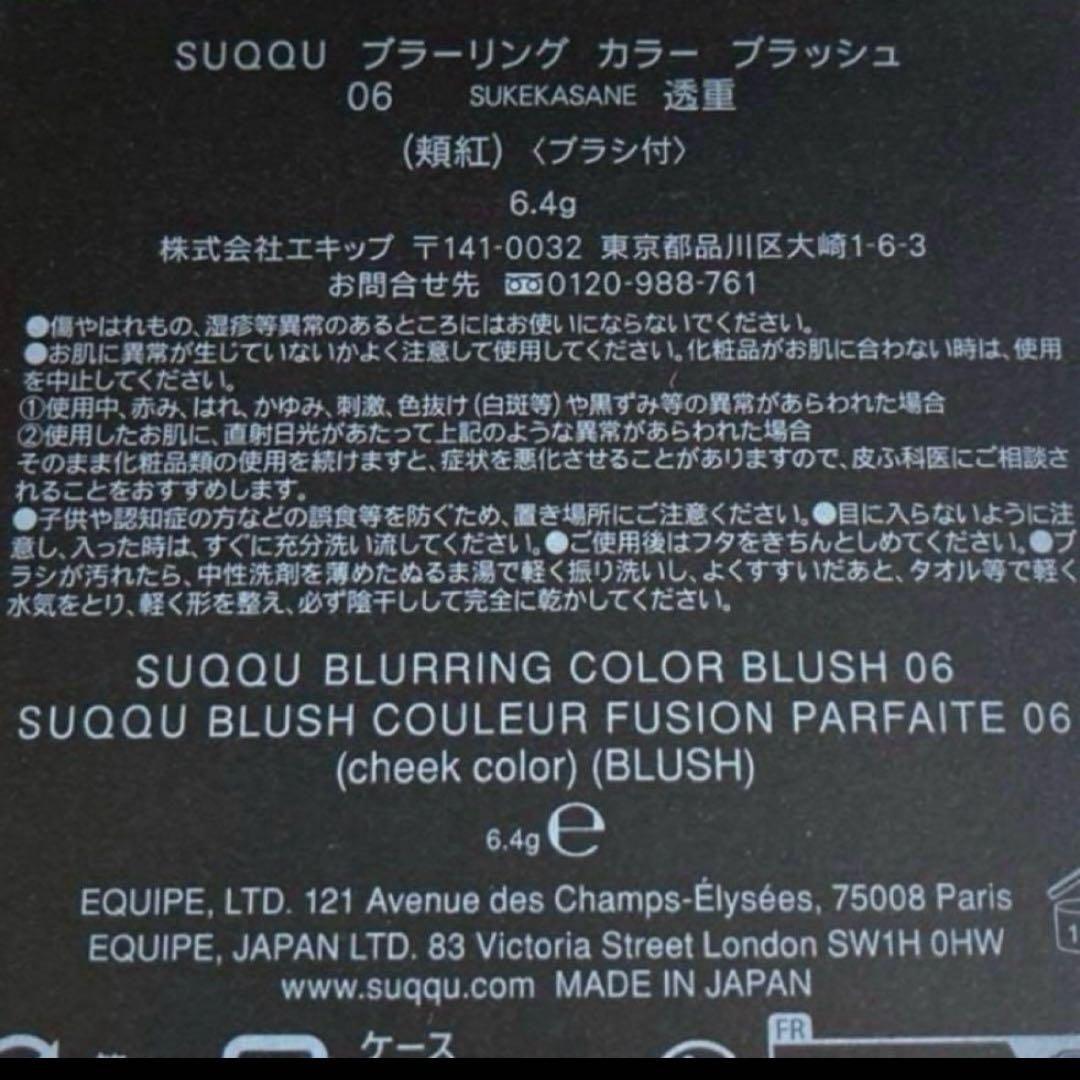 SUQQU ブラーリング カラー ブラッシュ
06 SUKEKASANE 透重
(頬紅)〈ブラシ付〉
6.4g
株式会社エキップ 〒141-0032 東京都品川区大崎1-6-3
お問合せ先 0120-988-761
●傷やはれもの、湿疹等異常のあるところにはお使いにならないでください。
●お肌に異常が生じていないかよく注意して使用してください。化粧品がお肌に合わない時は、使用
を中止してください。
①使用中、赤み、はれ、かゆみ、刺激、色抜け(白斑等)や黒ずみ等の異常があらわれた場合
②使用したお肌に、直射日光があたって上記のような異常があらわれた場合
そのまま化粧品類の使用を続けますと、症状を悪化させることがありますので、皮ふ科医にご相談さ
れることをおすすめします。
●子供や認知症の方などの誤食等を防ぐため、置き場所にご注意ください。●目に入らないように注
意し、入った時は、すぐに充分洗い流してください。●ご使用後はフタをきちんとしめてください。●ブ
ラシが汚れたら、中性洗剤を薄めたぬるま湯で軽く振り洗いし、よくすすいだあと、タオル等で軽く
水気をとり、軽く形を整え、必ず陰干しして完全に乾かしてください。
SUQQU BLURRING COLOR BLUSH 06
SUQQU BLUSH COULEUR FUSION PARFAITE 06
(cheek color) (BLUSH)
6.4g e
EQUIPE, LTD. 121 Avenue des Champs-Élysées, 75008 Paris
EQUIPE, JAPAN LTD. 83 Victoria Street London SW1H 0HW
www.suqqu.com MADE IN JAPAN
ケース
FR